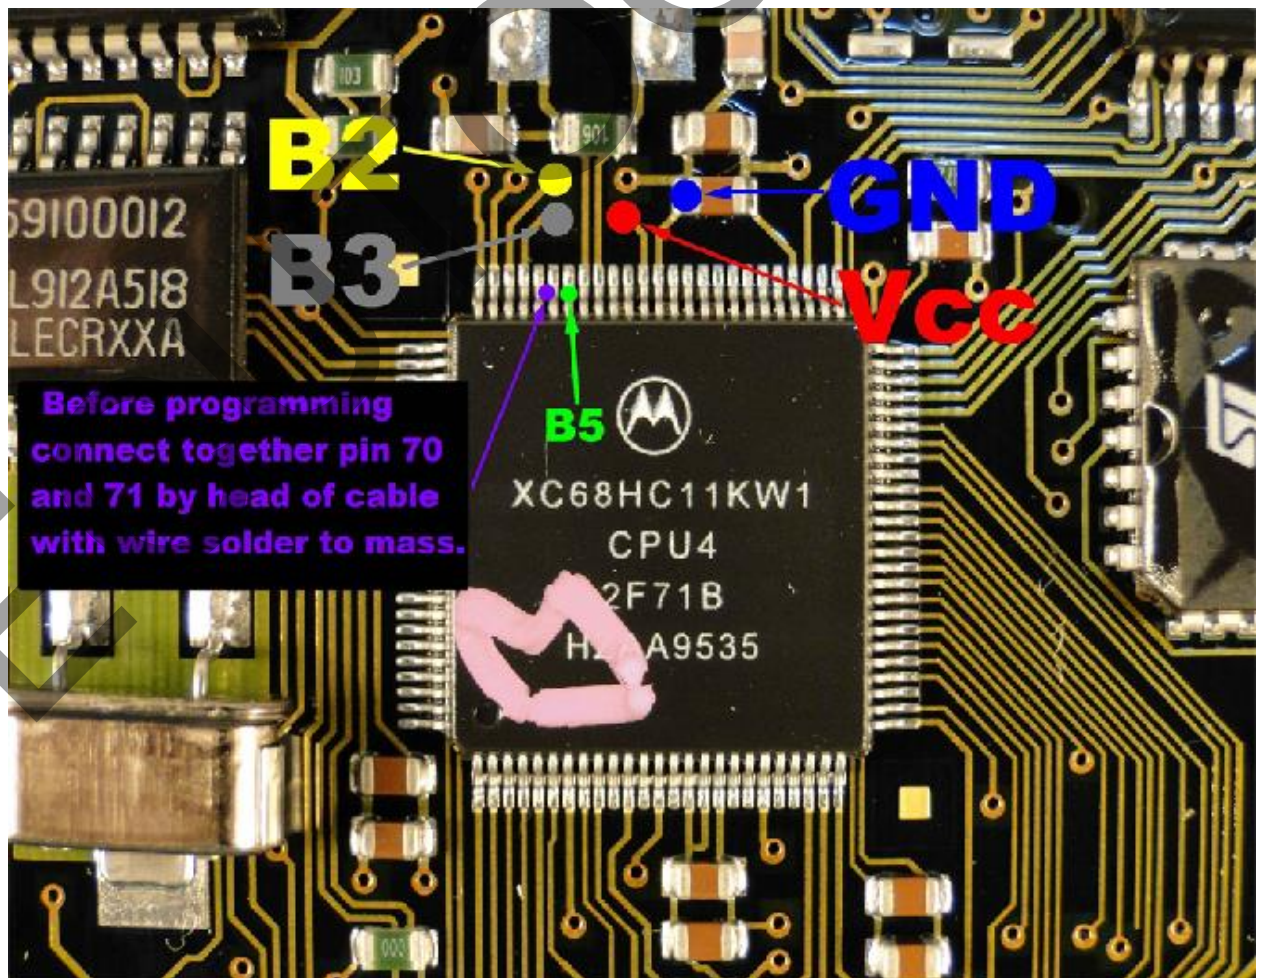 103
B2
106
GND
59100012
B3
L912A518
LECRXXA
Vcc
Before programming
connect together pin 70
and 71 by head of cable
with wire solder to mass.
B5
XC68HC11KW1
CPU4
2F71B
A9535
000